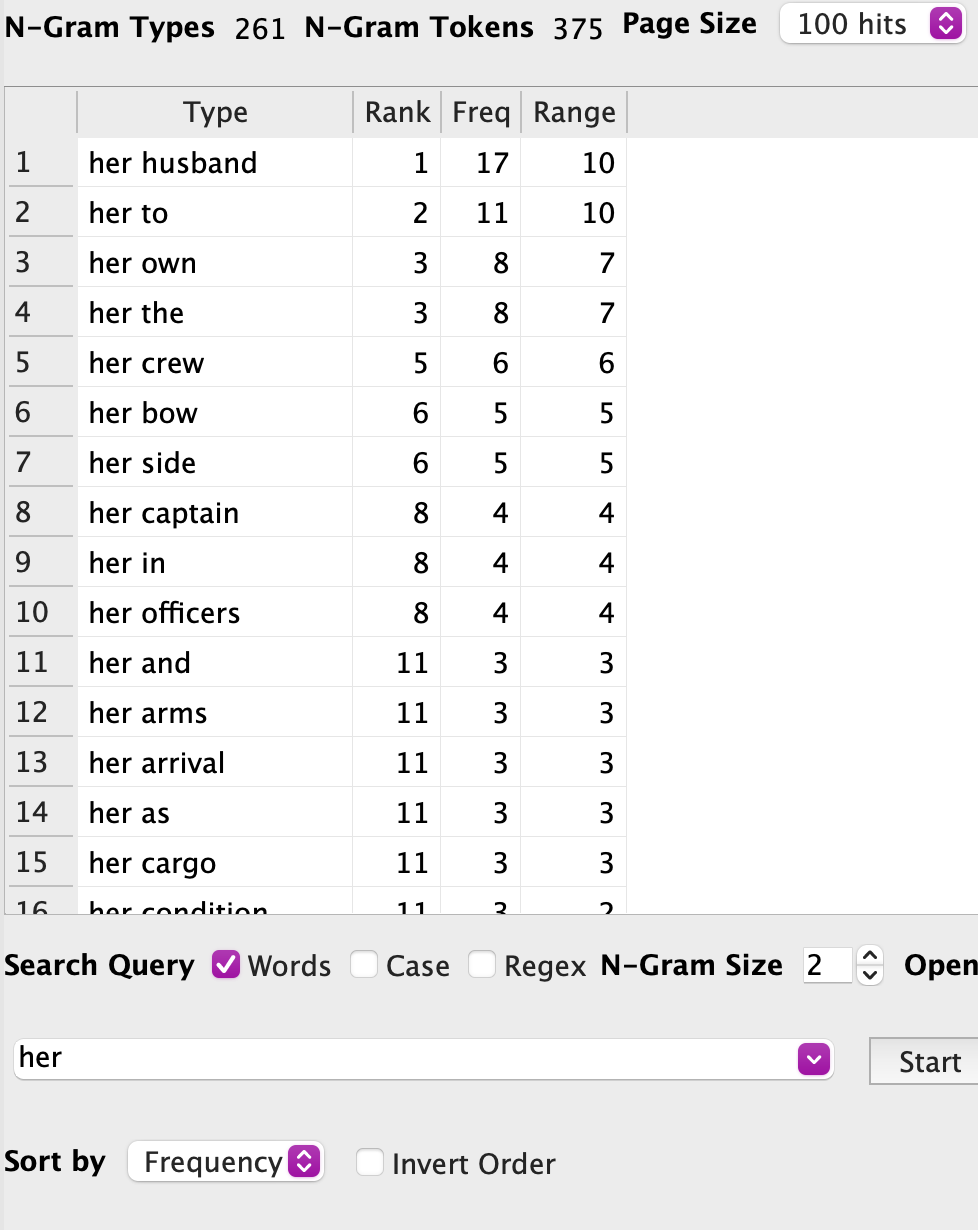 N-Gram Types 261 N-Gram Tokens 375 Page Size 100 hits
Type Rank Freq Range
1 her husband 1 17 10
2 her to 2 11 10
3 her own 3 8 7
4 her the 3 8 7
5 her crew 5 6 6
6 her bow 6 5 5
7 her side 6 5 5
8 her captain 8 4 4
9 her in 8 4 4
10 her officers 8 4 4
11 her and 11 3 3
12 her arms 11 3 3
13 her arrival 11 3 3
14 her as 11 3 3
15 her cargo 11 3 3
16 her condition 11 3 2
Search Query Words Case Regex N-Gram Size 2 Open
her Start
Sort by Frequency Invert Order